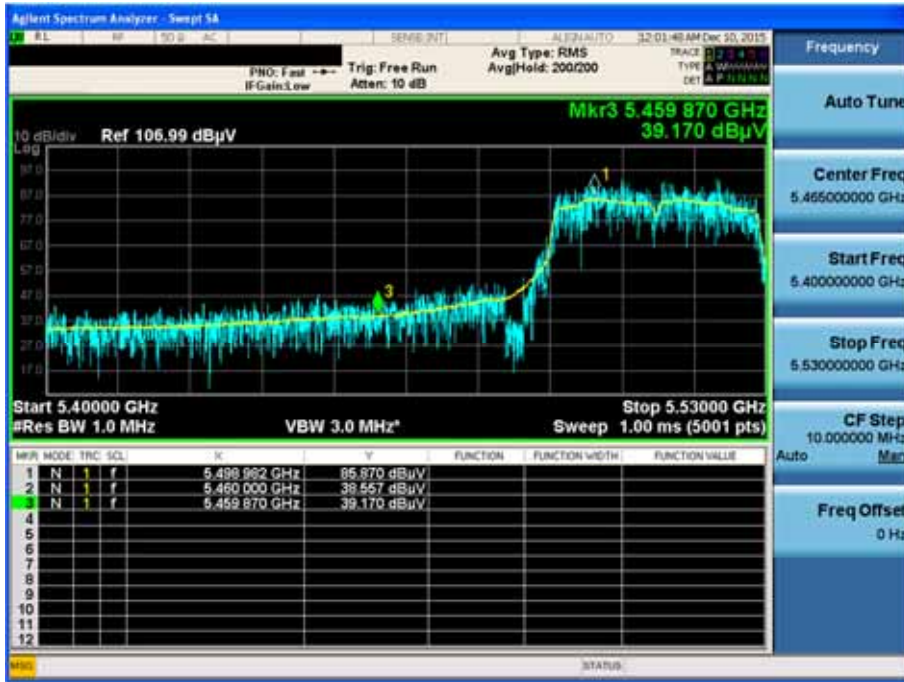 Agilent Spectrum Analyzer - Swept SA
RL RF 50 Ω AC SENSE:INT ALIGNAUTO 12:01:48 AM Dec 10, 2015
Avg Type: RMS TRACE
PNO: Fast Trig: Free Run Avg|Hold: 200/200 TYPE
IFGain:Low Atten: 10 dB DET
Mkr3 5.459 870 GHz
39.170 dBµV
10 dB/div Ref 106.99 dBµV
Log
97.0
87.0
77.0
67.0
57.0
47.0
37.0
27.0
17.0
1
3
Start 5.40000 GHz Stop 5.53000 GHz
#Res BW 1.0 MHz VBW 3.0 MHz* Sweep 1.00 ms (5001 pts)
MKR MODE TRC SCL X Y FUNCTION FUNCTION WIDTH FUNCTION VALUE
1 N 1 f 5.498 982 GHz 85.870 dBµV
2 N 1 f 5.460 000 GHz 38.557 dBµV
3 N 1 f 5.459 870 GHz 39.170 dBµV
4
5
6
7
8
9
10
11
12
MSG STATUS
Frequency
Auto Tune
Center Freq
5.465000000 GHz
Start Freq
5.400000000 GHz
Stop Freq
5.530000000 GHz
CF Step
10.000000 MHz
Auto Man
Freq Offset
0 Hz